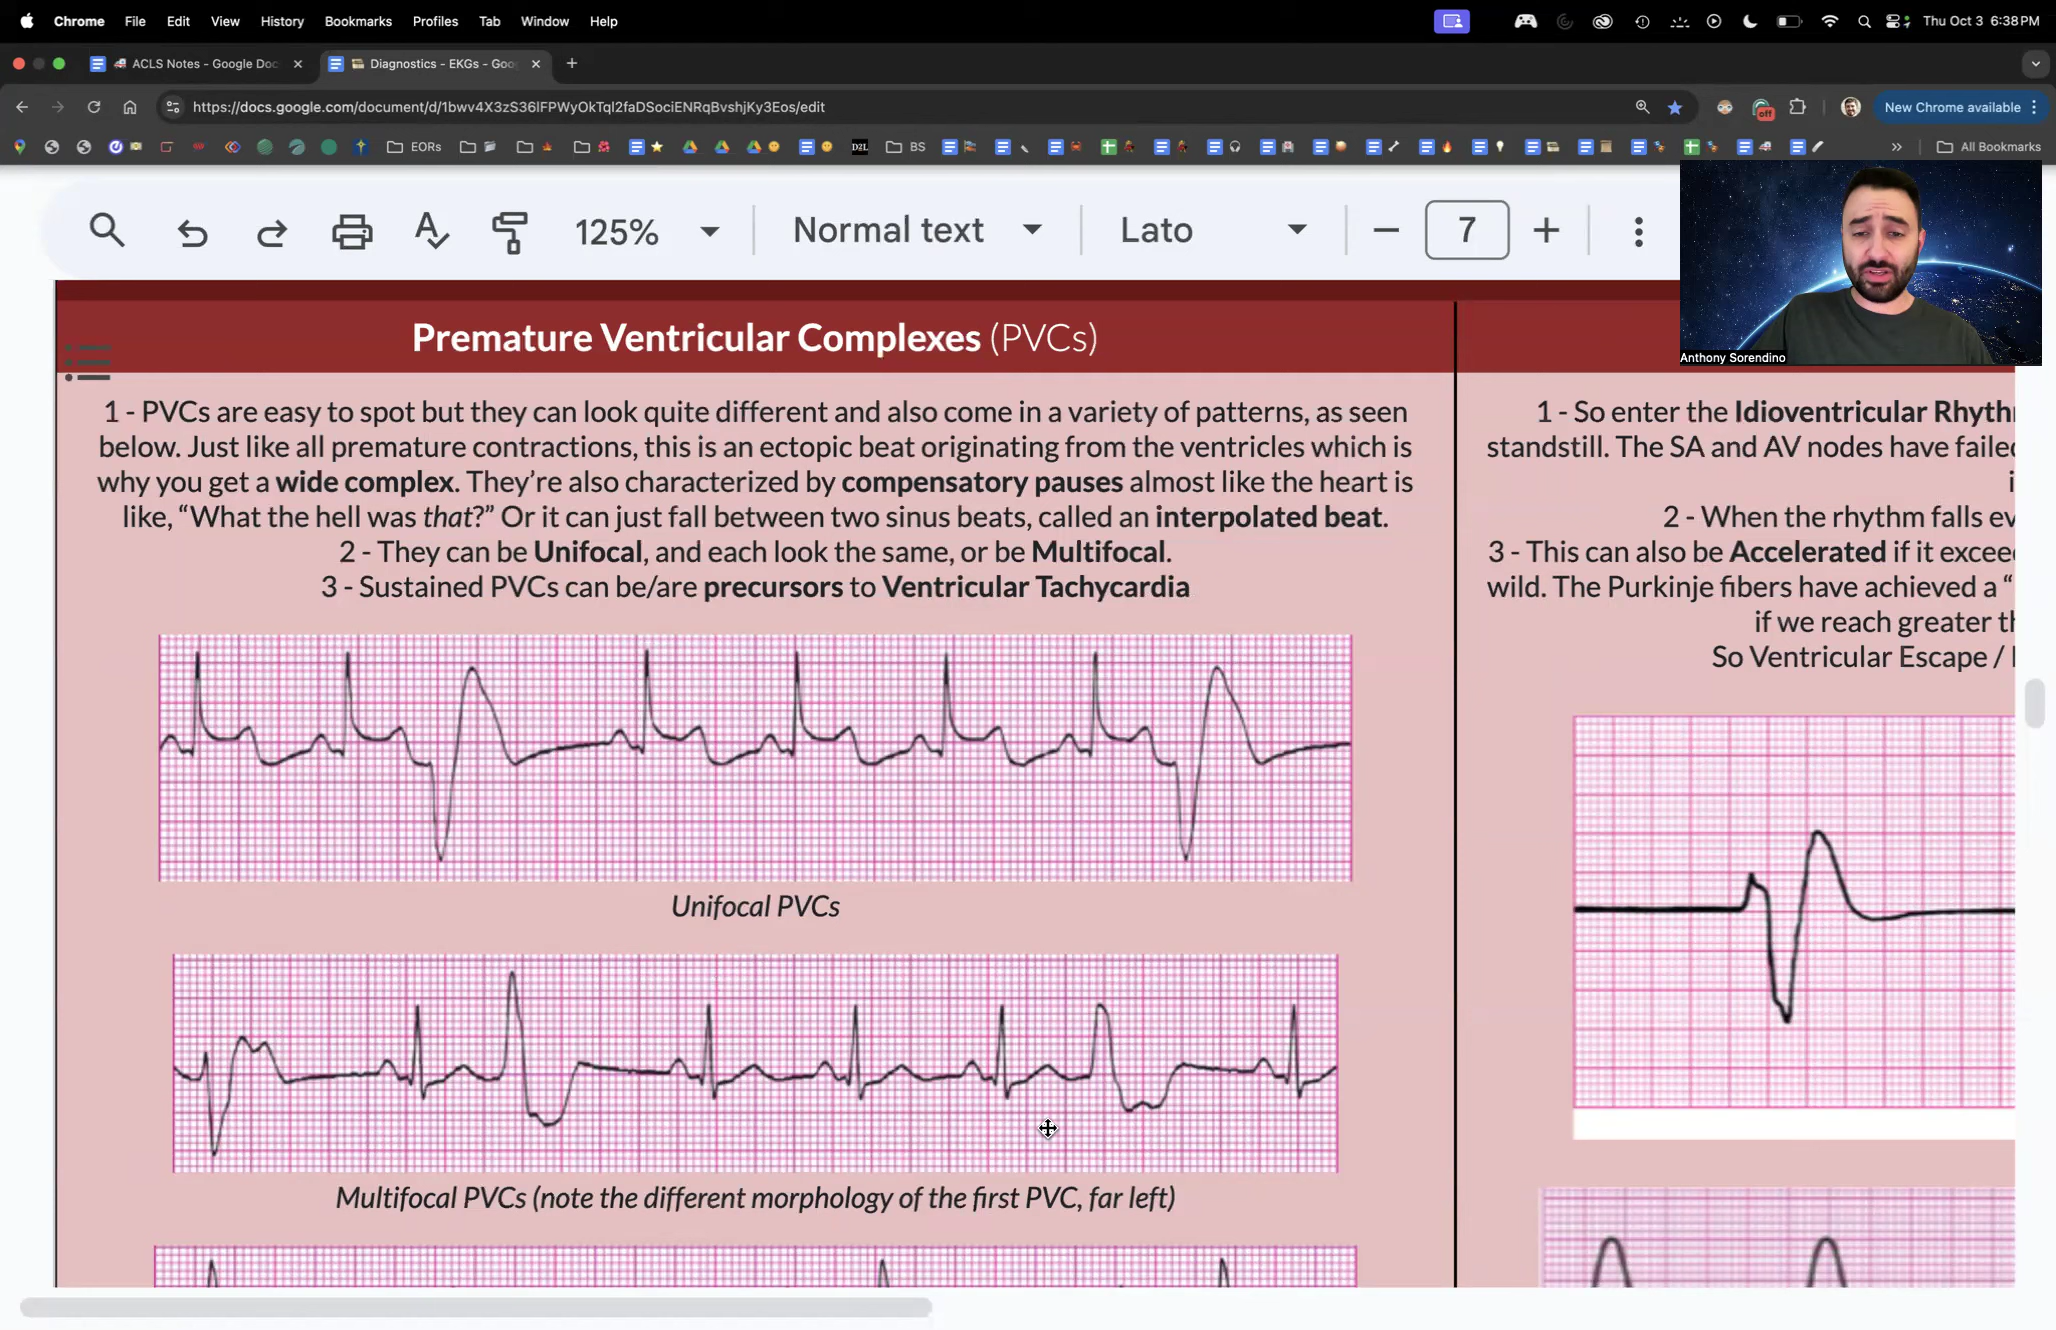 Chrome File Edit View History Bookmarks Profiles Tab Window Help Thu Oct 3 6:38 PM
ACLS Notes - Google Doc Diagnostics - EKGs - Goo
https://docs.google.com/document/d/1bwv4X3zS36lFPWyOkTql2faDSociENRqBvshjKy3Eos/edit off New Chrome available
EORs D2L BS All Bookmarks
125% Normal text Lato 7
Anthony Sorendino
Premature Ventricular Complexes (PVCs)
1 - PVCs are easy to spot but they can look quite different and also come in a variety of patterns, as seen
below. Just like all premature contractions, this is an ectopic beat originating from the ventricles which is
why you get a wide complex. They're also characterized by compensatory pauses almost like the heart is
like, “What the hell was that?” Or it can just fall between two sinus beats, called an interpolated beat.
2 - They can be Unifocal, and each look the same, or be Multifocal.
3 - Sustained PVCs can be/are precursors to Ventricular Tachycardia
Unifocal PVCs
Multifocal PVCs (note the different morphology of the first PVC, far left)
1 - So enter the Idioventricular Rhyth
standstill. The SA and AV nodes have failed
i
2 - When the rhythm falls ev
3 - This can also be Accelerated if it excee
wild. The Purkinje fibers have achieved a “
if we reach greater th
So Ventricular Escape /